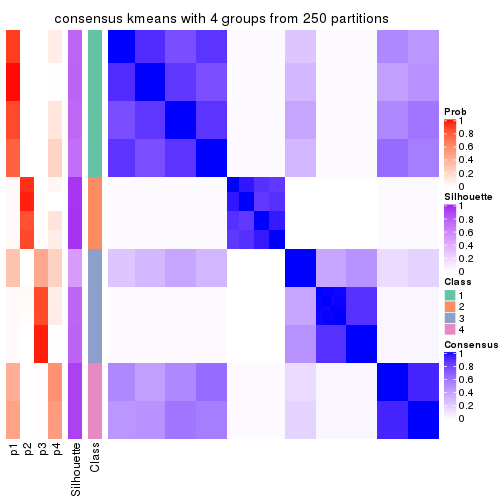 consensus kmeans with 4 groups from 250 partitions
Prob
1
0.8
0.6
0.4
0.2
0
Silhouette
1
0.8
0.6
0.4
0.2
0
Class
1
2
3
4
Consensus
1
0.8
0.6
0.4
0.2
0
p1
p2
p3
p4
Silhouette
Class